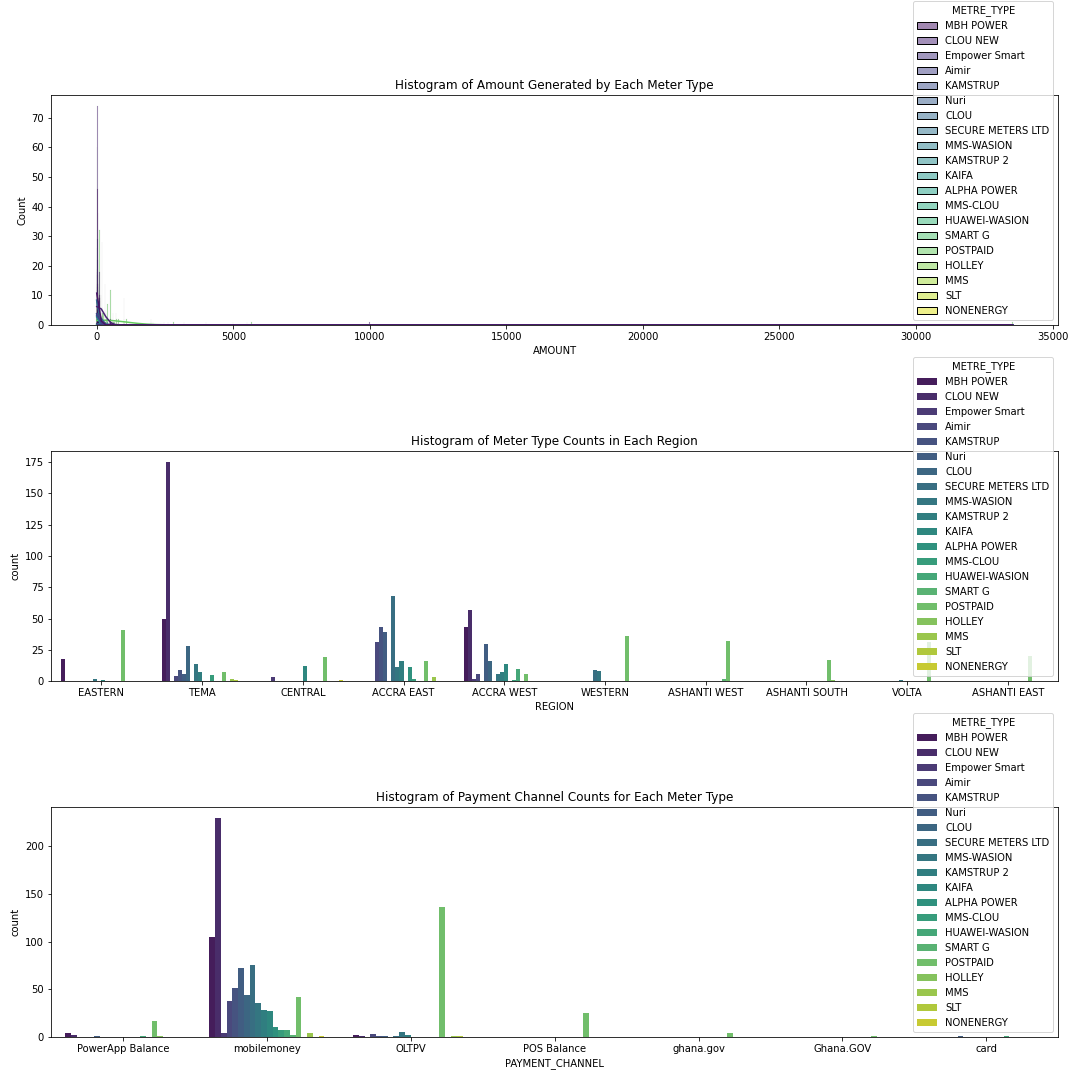 METRE_TYPE
MBH POWER
CLOU NEW
Empower Smart
Aimir
KAMSTRUP
Nuri
CLOU
SECURE METERS LTD
MMS-WASION
KAMSTRUP 2
KAIFA
ALPHA POWER
MMS-CLOU
HUAWEI-WASION
SMART G
POSTPAID
HOLLEY
MMS
SLT
NONENERGY
Histogram of Amount Generated by Each Meter Type
Count
70
60
50
40
30
20
10
0
0 5000 10000 15000 20000 25000 30000 35000
AMOUNT
METRE_TYPE
MBH POWER
CLOU NEW
Empower Smart
Aimir
KAMSTRUP
Nuri
CLOU
SECURE METERS LTD
MMS-WASION
KAMSTRUP 2
KAIFA
ALPHA POWER
MMS-CLOU
HUAWEI-WASION
SMART G
POSTPAID
HOLLEY
MMS
SLT
NONENERGY
Histogram of Meter Type Counts in Each Region
count
175
150
125
100
75
50
25
0
EASTERN TEMA CENTRAL ACCRA EAST ACCRA WEST WESTERN ASHANTI WEST ASHANTI SOUTH VOLTA ASHANTI EAST
REGION
METRE_TYPE
MBH POWER
CLOU NEW
Empower Smart
Aimir
KAMSTRUP
Nuri
CLOU
SECURE METERS LTD
MMS-WASION
KAMSTRUP 2
KAIFA
ALPHA POWER
MMS-CLOU
HUAWEI-WASION
SMART G
POSTPAID
HOLLEY
MMS
SLT
NONENERGY
Histogram of Payment Channel Counts for Each Meter Type
count
200
150
100
50
0
PowerApp Balance mobilemoney OLTPV POS Balance ghana.gov Ghana.GOV card
PAYMENT_CHANNEL